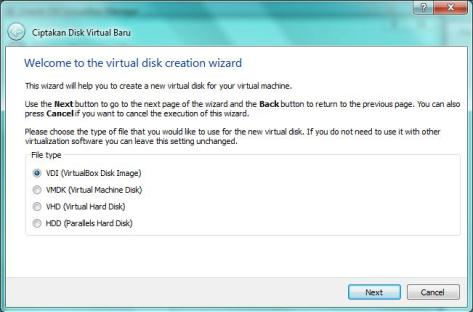 Ciptakan Disk Virtual Baru
Welcome to the virtual disk creation wizard
This wizard will help you to create a new virtual disk for your virtual machine.
Use the Next button to go to the next page of the wizard and the Back button to return to the previous page. You can also
press Cancel if you want to cancel the execution of this wizard.
Please choose the type of file that you would like to use for the new virtual disk. If you do not need to use it with other
virtualization software you can leave this setting unchanged.
File type
VDI (VirtualBox Disk Image)
VMDK (Virtual Machine Disk)
VHD (Virtual Hard Disk)
HDD (Parallels Hard Disk)
Next Cancel